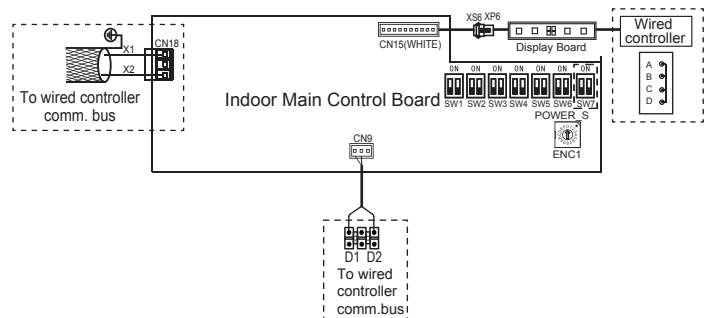 XS6 XP6
CN15(WHITE)
Display Board
Wired
controller
A
B
C
D
X1
X2
CN18
To wired controller
comm. bus
Indoor Main Control Board
ON ON ON ON ON ON ON
SW1 SW2 SW3 SW4 SW5 SW6 SW7
POWER_S
ENC1
CN9
D1 D2
To wired
controller
comm.bus